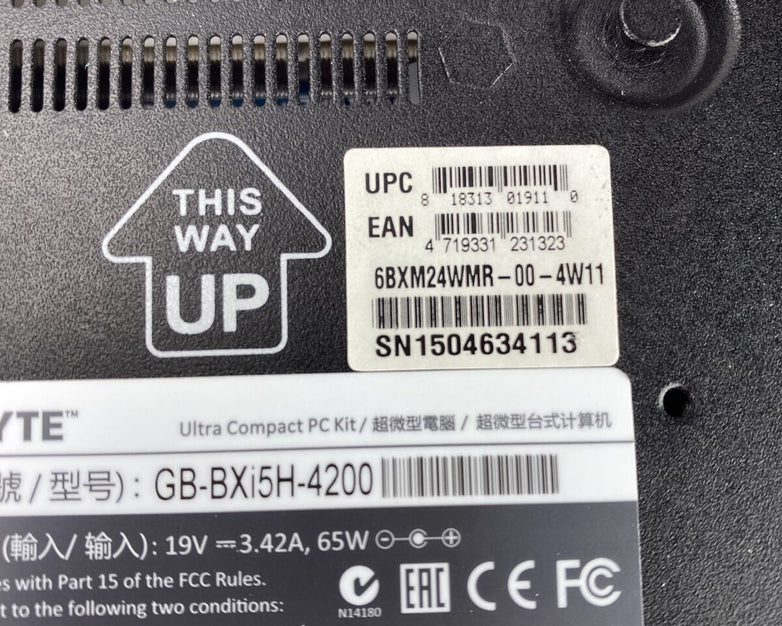 THIS
WAY
UP
UPC
8 18313 01911 0
EAN
4 719331 231323
6BXM24WMR-00-4W11
SN1504634113
YTE™
Ultra Compact PC Kit / 超微型電腦 / 超微型台式计算机
號 / 型号) : GB-BXi5H-4200
(輸入/ 输入): 19V ⎓3.42A, 65W
es with Part 15 of the FCC Rules.
t to the following two conditions:
N14180
EAC
CE
FC